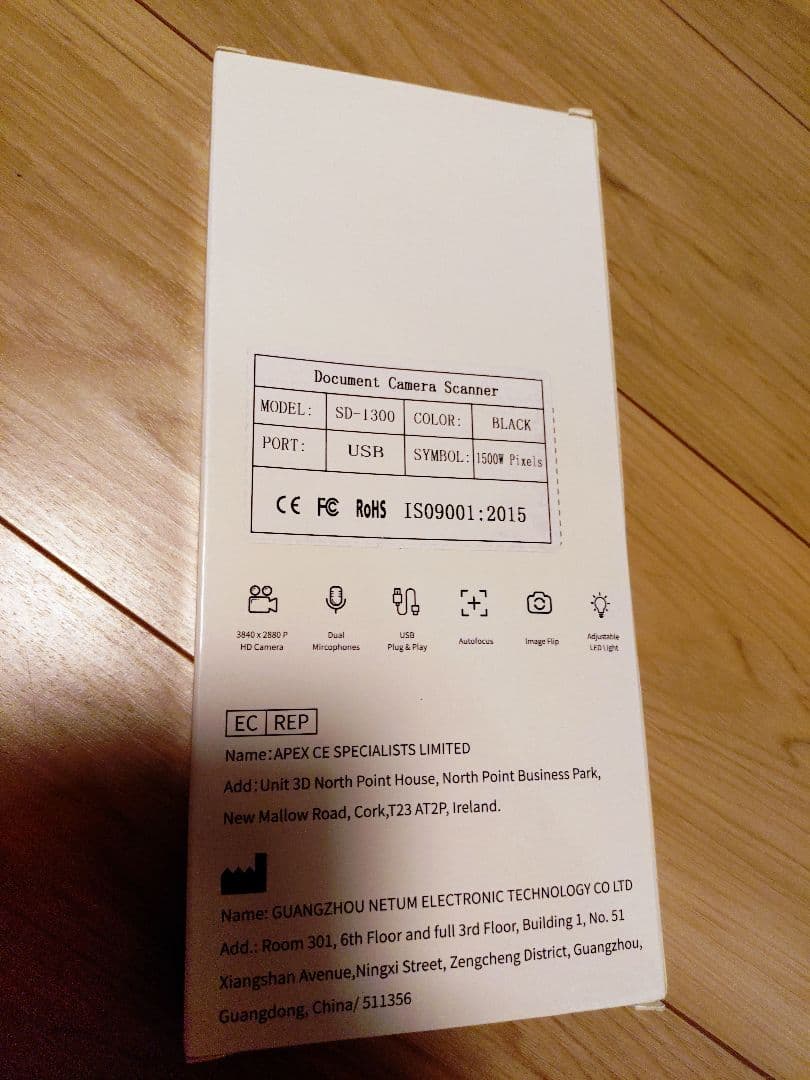 Document Camera Scanner
MODEL: SD-1300 COLOR: BLACK
PORT: USB SYMBOL: 1500W Pixels
CE FC RoHS ISO9001:2015
3840 x 2880 P
HD Camera
Dual
Mircophones
USB
Plug & Play
Autofocus
Image Flip
Adjustable
LED Light
EC REP
Name:APEX CE SPECIALISTS LIMITED
Add:Unit 3D North Point House, North Point Business Park,
New Mallow Road, Cork,T23 AT2P, Ireland.
Name: GUANGZHOU NETUM ELECTRONIC TECHNOLOGY CO LTD
Add.: Room 301, 6th Floor and full 3rd Floor, Building 1, No. 51
Xiangshan Avenue,Ningxi Street, Zengcheng District, Guangzhou,
Guangdong, China/ 511356